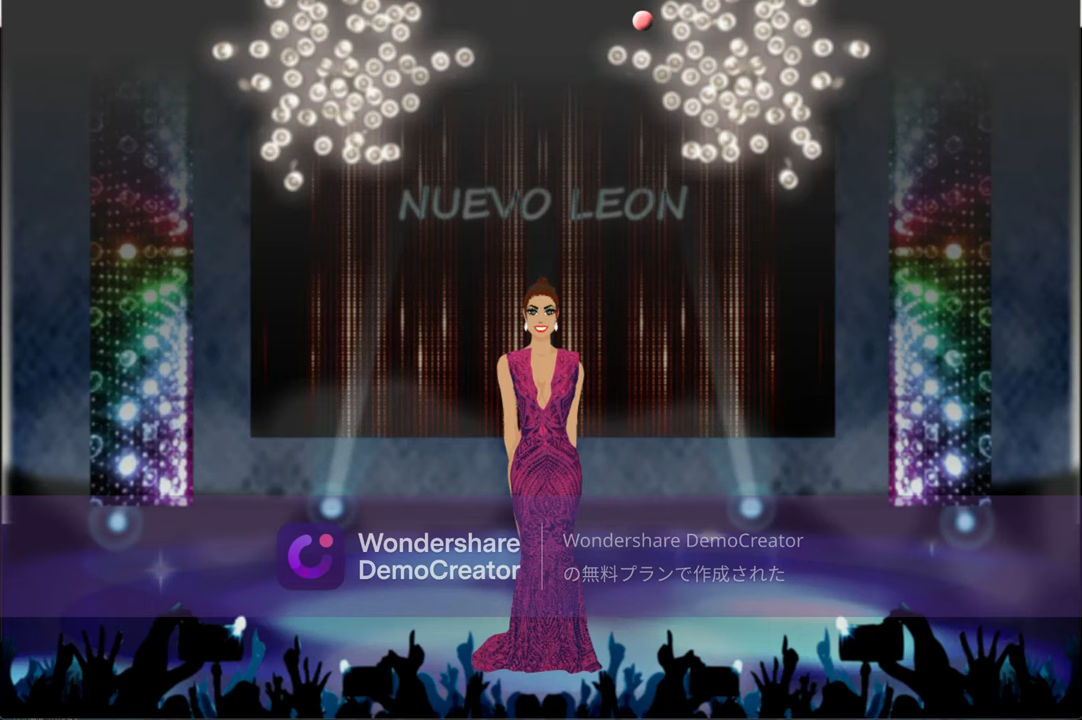 NUEVO LEON
Wondershare
DemoCreator
Wondershare DemoCreator
の無料プランで作成された